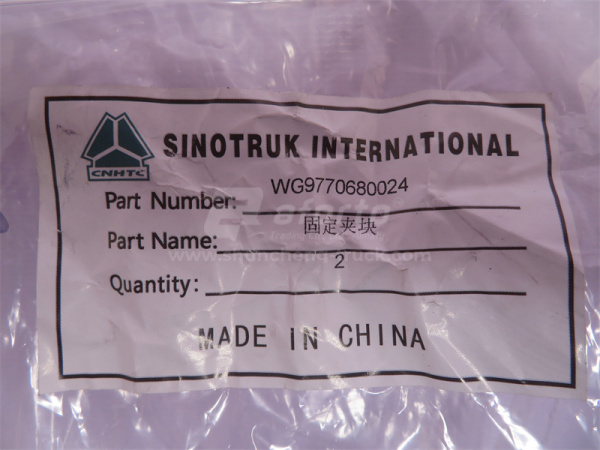 SINOTRUK INTERNATIONAL
CNHTC
Part Number: WG9770680024
Part Name: 固定夹块
Quantity: 2
MADE IN CHINA